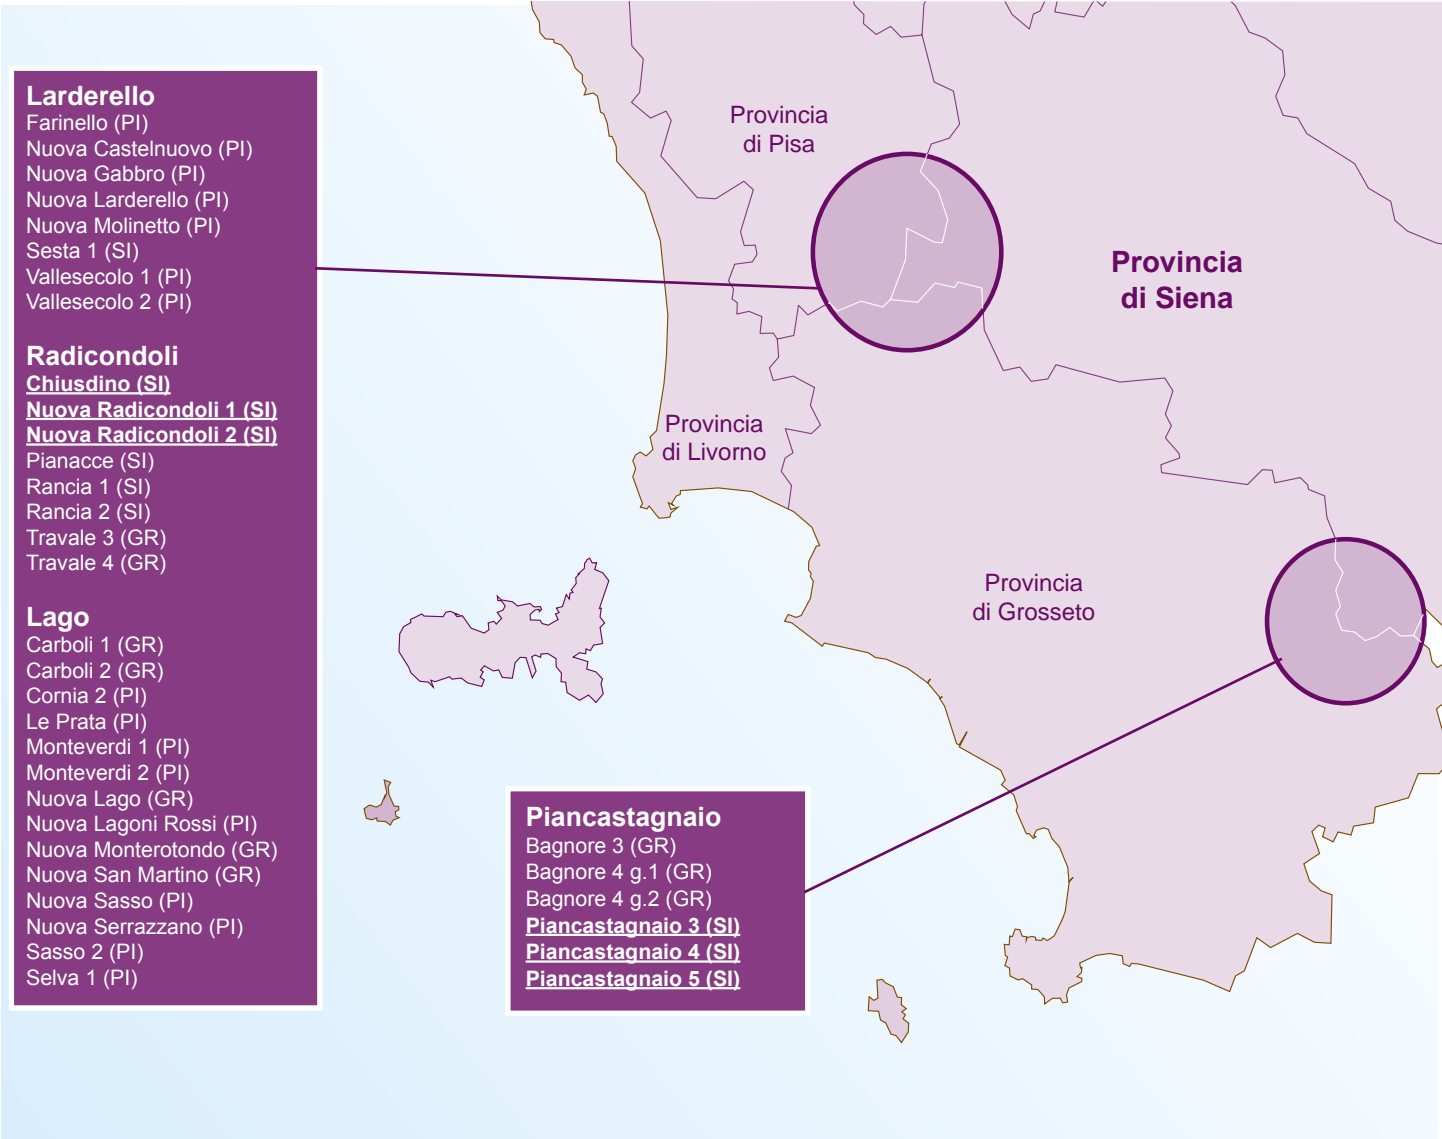 Larderello
Farinello (PI)
Nuova Castelnuovo (PI)
Nuova Gabbro (PI)
Nuova Larderello (PI)
Nuova Molinetto (PI)
Sesta 1 (SI)
Vallesecolo 1 (PI)
Vallesecolo 2 (PI)
Radicondoli
Chiusdino (SI)
Nuova Radicondoli 1 (SI)
Nuova Radicondoli 2 (SI)
Pianacce (SI)
Rancia 1 (SI)
Rancia 2 (SI)
Travale 3 (GR)
Travale 4 (GR)
Lago
Carboli 1 (GR)
Carboli 2 (GR)
Cornia 2 (PI)
Le Prata (PI)
Monteverdi 1 (PI)
Monteverdi 2 (PI)
Nuova Lago (GR)
Nuova Lagoni Rossi (PI)
Nuova Monterotondo (GR)
Nuova San Martino (GR)
Nuova Sasso (PI)
Nuova Serrazzano (PI)
Sasso 2 (PI)
Selva 1 (PI)
Provincia
di Pisa
Provincia
di Siena
Provincia
di Livorno
Provincia
di Grosseto
Piancastagnaio
Bagnore 3 (GR)
Bagnore 4 g.1 (GR)
Bagnore 4 g.2 (GR)
Piancastagnaio 3 (SI)
Piancastagnaio 4 (SI)
Piancastagnaio 5 (SI)